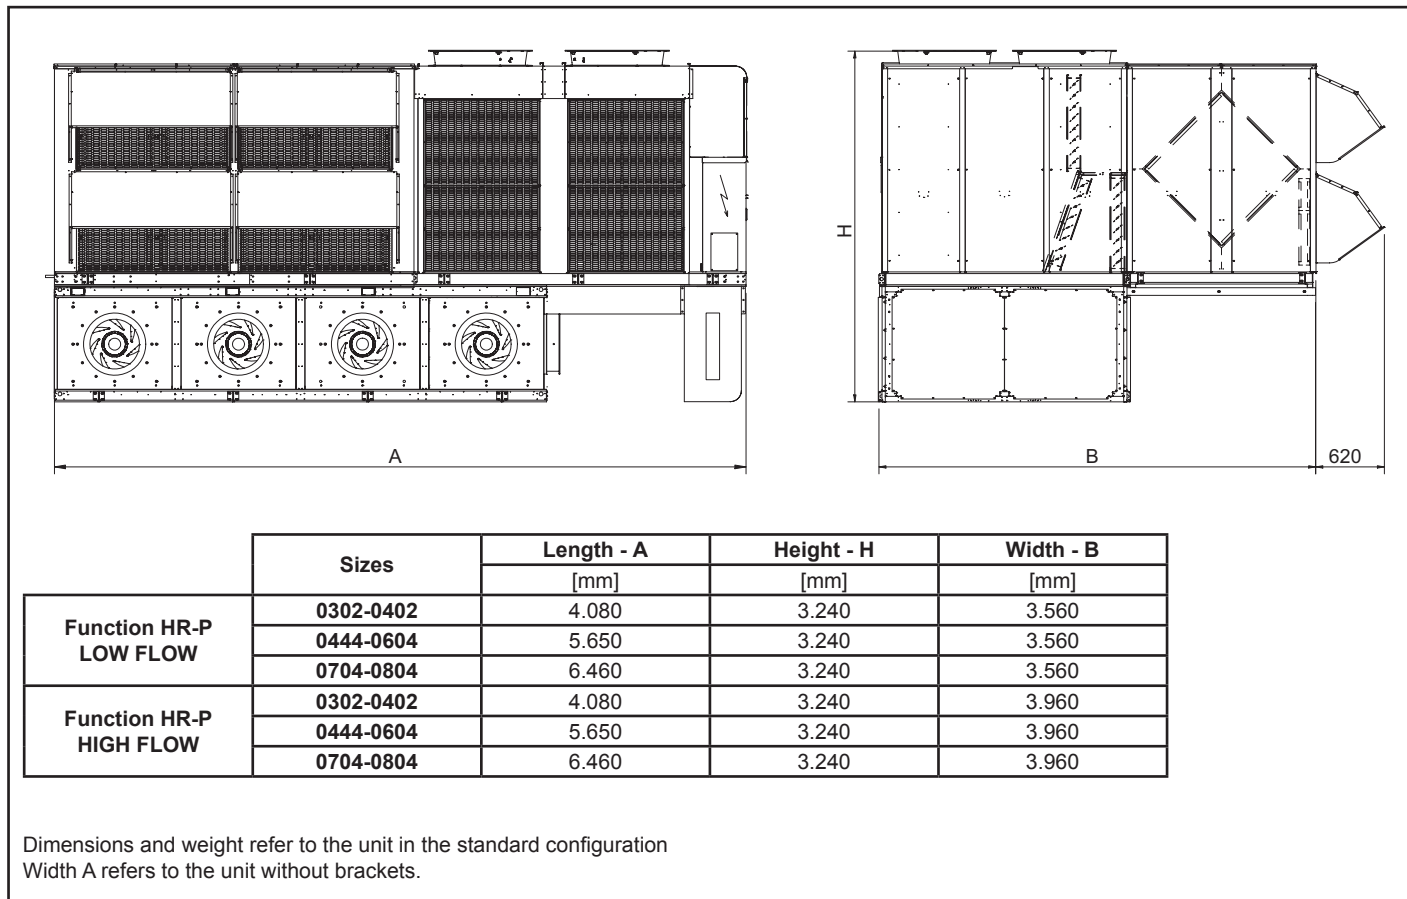 H
A
B
620
Sizes
Length - A
Height - H
Width - B
[mm]
[mm]
[mm]
Function HR-P
LOW FLOW
0302-0402
4.080
3.240
3.560
0444-0604
5.650
3.240
3.560
0704-0804
6.460
3.240
3.560
Function HR-P
HIGH FLOW
0302-0402
4.080
3.240
3.960
0444-0604
5.650
3.240
3.960
0704-0804
6.460
3.240
3.960
Dimensions and weight refer to the unit in the standard configuration
Width A refers to the unit without brackets.